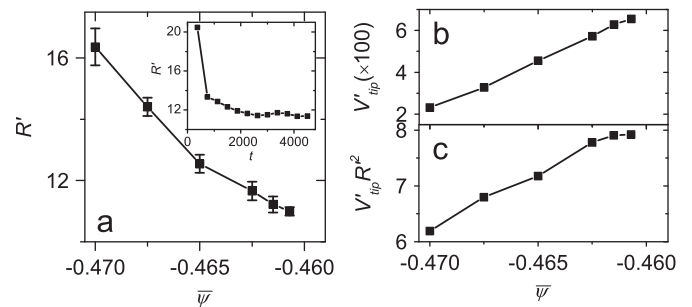 16
12
R'
a
-0.470
-0.465
-0.460
ψ̅
20
16
12
R'
0
2000
4000
t
b
6
4
2
V'tip(×100)
c
8
7
6
V'tip R'²
-0.470
-0.465
-0.460
ψ̅